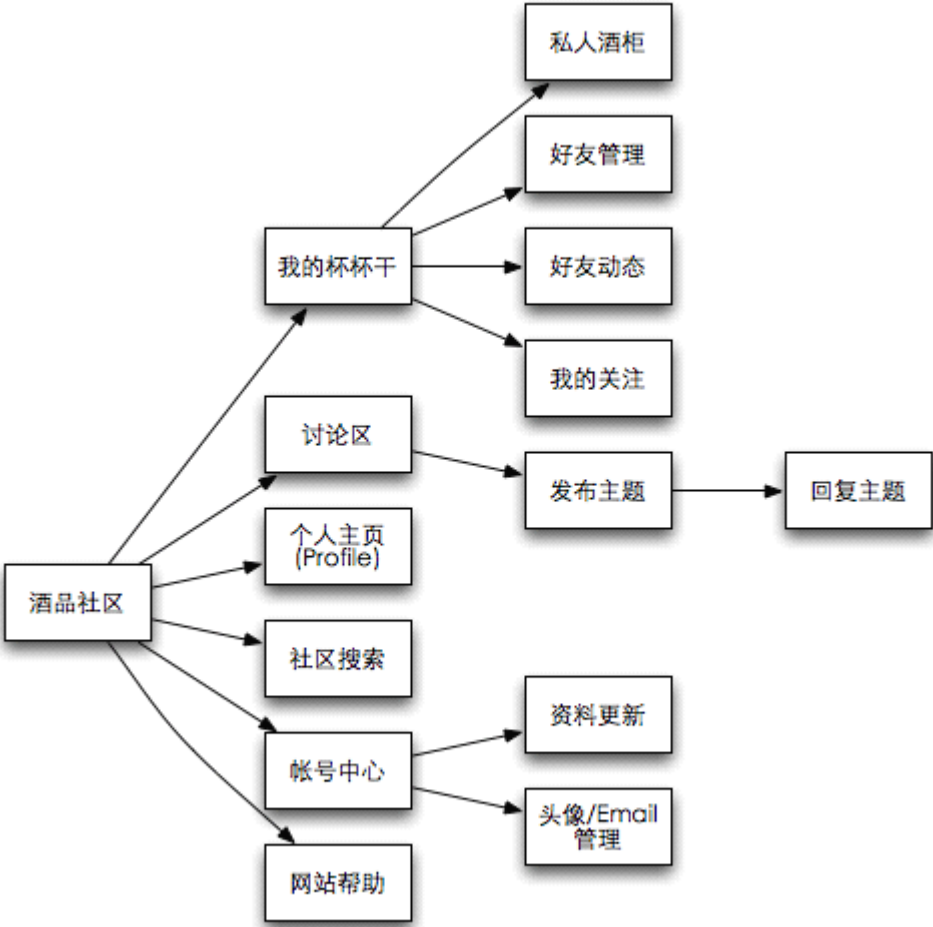 私人酒柜
好友管理
我的杯杯干
好友动态
我的关注
讨论区
发布主题
回复主题
个人主页
(Profile)
酒品社区
社区搜索
资料更新
帐号中心
头像/Email
管理
网站帮助